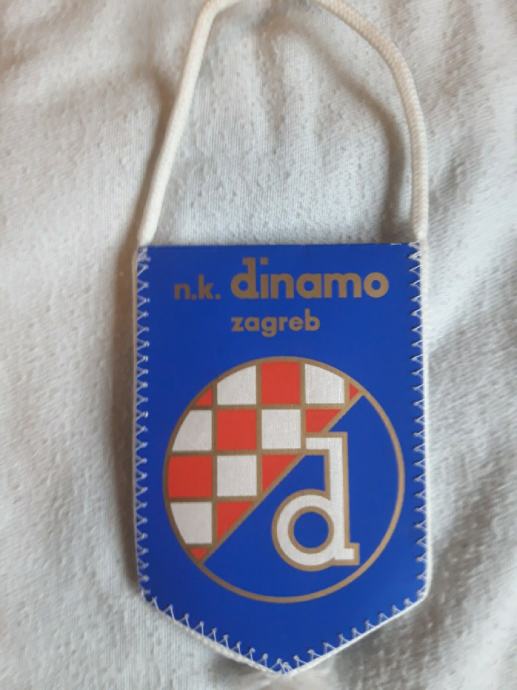 n.k. dinamo
zagreb
d